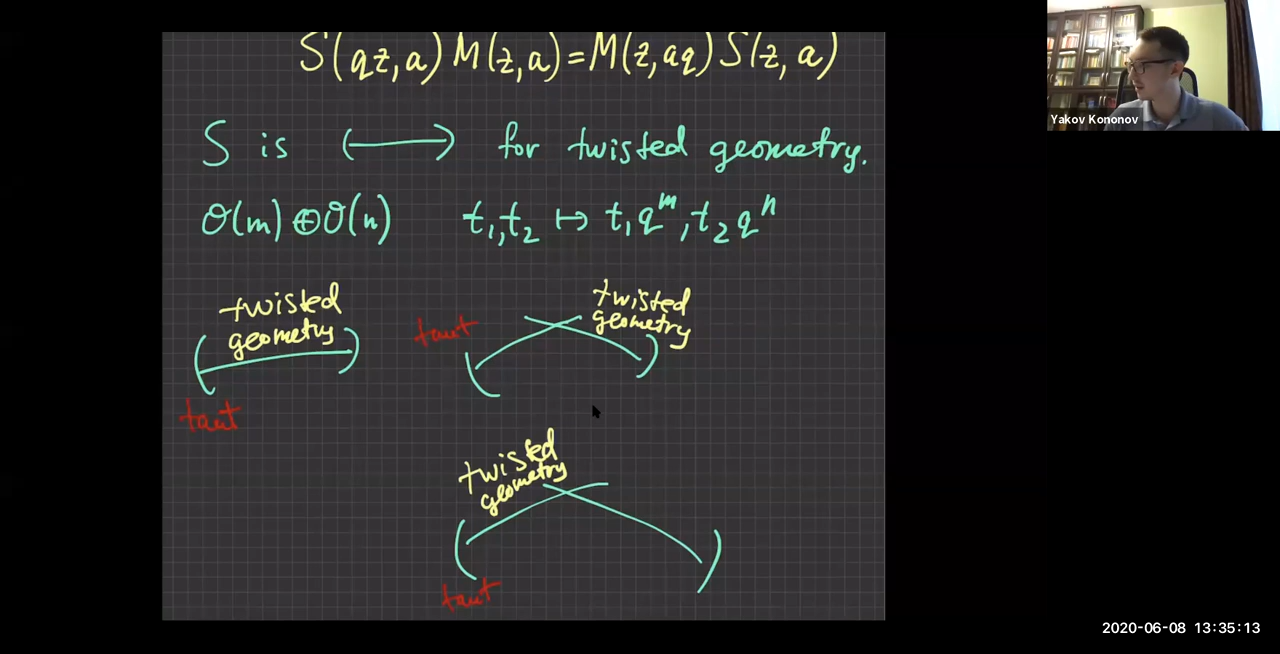 S(qz, a) M(z, a) = M(z, aq) S(z, a)
S is (⟷) for twisted geometry.
O(m) ⊕ O(n) t₁, t₂ ↦ t₁qᵐ, t₂qⁿ
twisted
geometry
taut
taut
twisted
geometry
twisted
geometry
taut
Yakov Kononov
2020-06-08 13:35:13